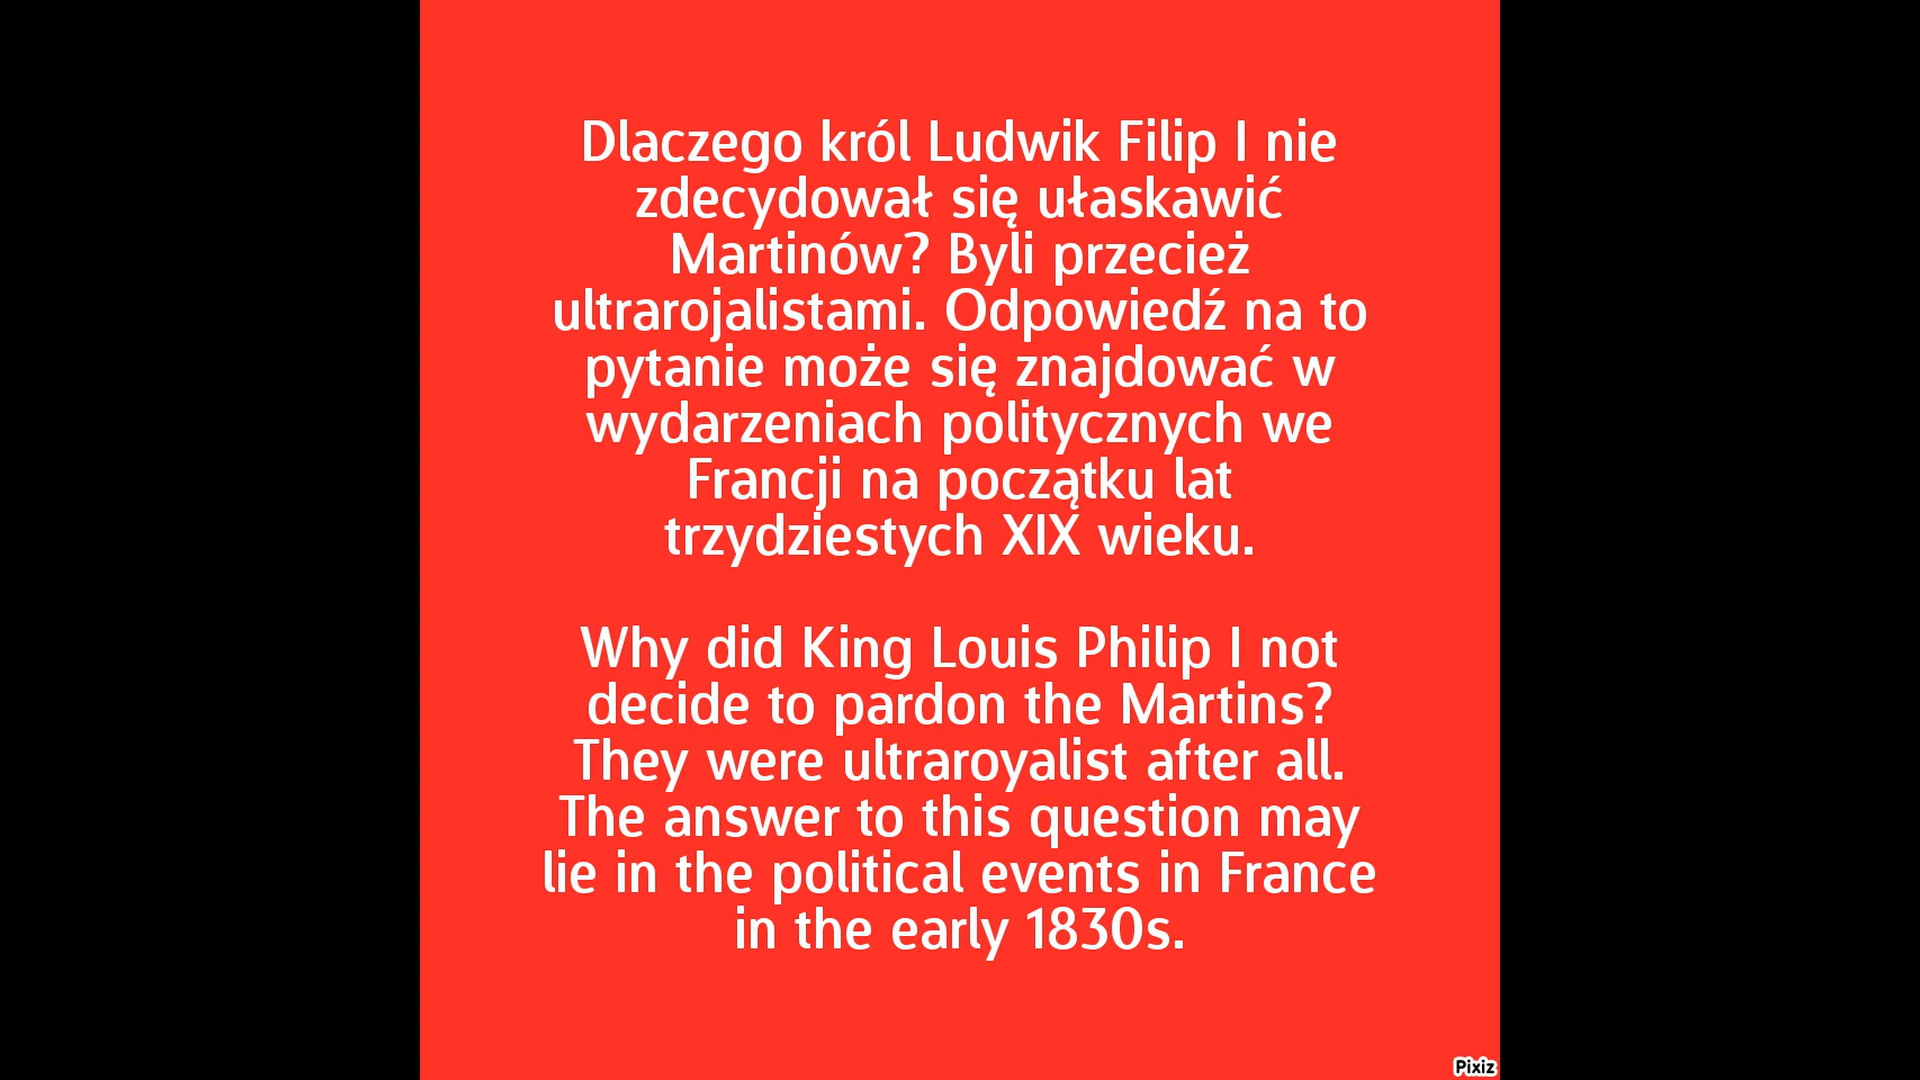 Dlaczego król Ludwik Filip I nie
zdecydował się ułaskawić
Martinów? Byli przecież
ultrarojalistami. Odpowiedź na to
pytanie może się znajdować w
wydarzeniach politycznych we
Francji na początku lat
trzydziestych XIX wieku.
Why did King Louis Philip I not
decide to pardon the Martins?
They were ultraroyalist after all.
The answer to this question may
lie in the political events in France
in the early 1830s.
Pixiz